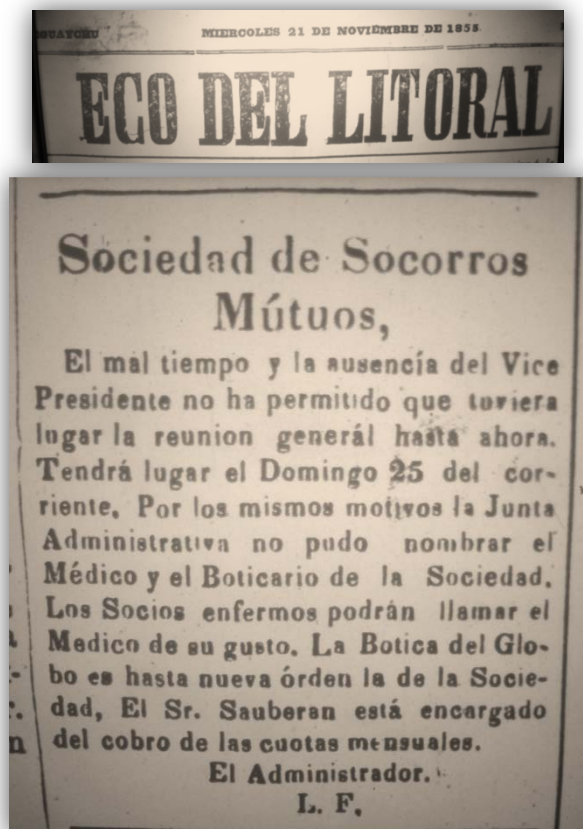 GUAYCHU
MIERCOLES 21 DE NOVIEMBRE DE 1855
ECO DEL LITORAL
Sociedad de Socorros
Mútuos,
El mal tiempo y la ausencía del Vice
Presidente no ha permitido que tuviera
lugar la reunion generál hasta ahora.
Tendrá lugar el Domingo 25 del cor-
riente. Por los mismos motivos la Junta
Administrativa no pudo nombrar el
Médico y el Boticario de la Sociedad.
Los Socios enfermos podrán llamar el
Medico de su gusto. La Botica del Glo-
bo es hasta nueva órden la de la Socie-
dad, El Sr. Sauberan está encargado
del cobro de las cuotas mensuales.
El Administrador.
L. F.